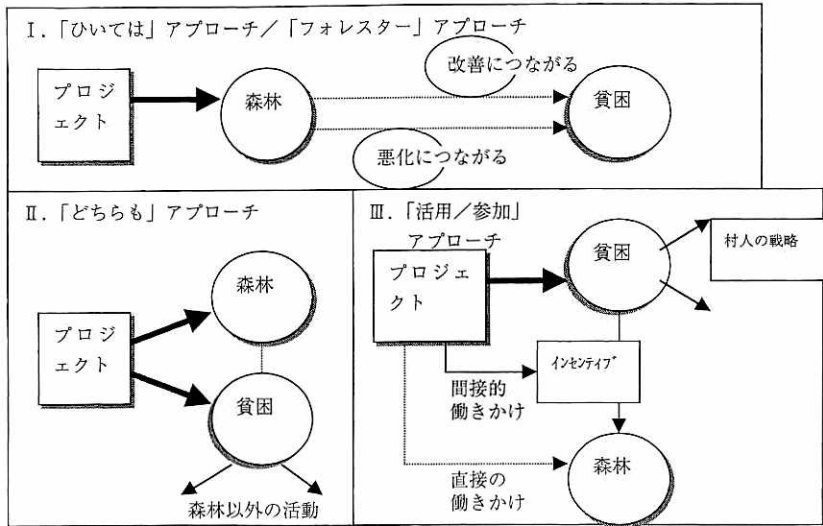 Ⅰ.「ひいては」アプローチ／「フォレスター」アプローチ
プロジ
ェクト
森林
改善につながる
悪化につながる
貧困
Ⅱ.「どちらも」アプローチ
プロジ
ェクト
森林
貧困
森林以外の活動
Ⅲ.「活用／参加」
アプローチ
プロジェ
クト
貧困
村人の戦略
インセンティブ
間接的
働きかけ
直接の
働きかけ
森林